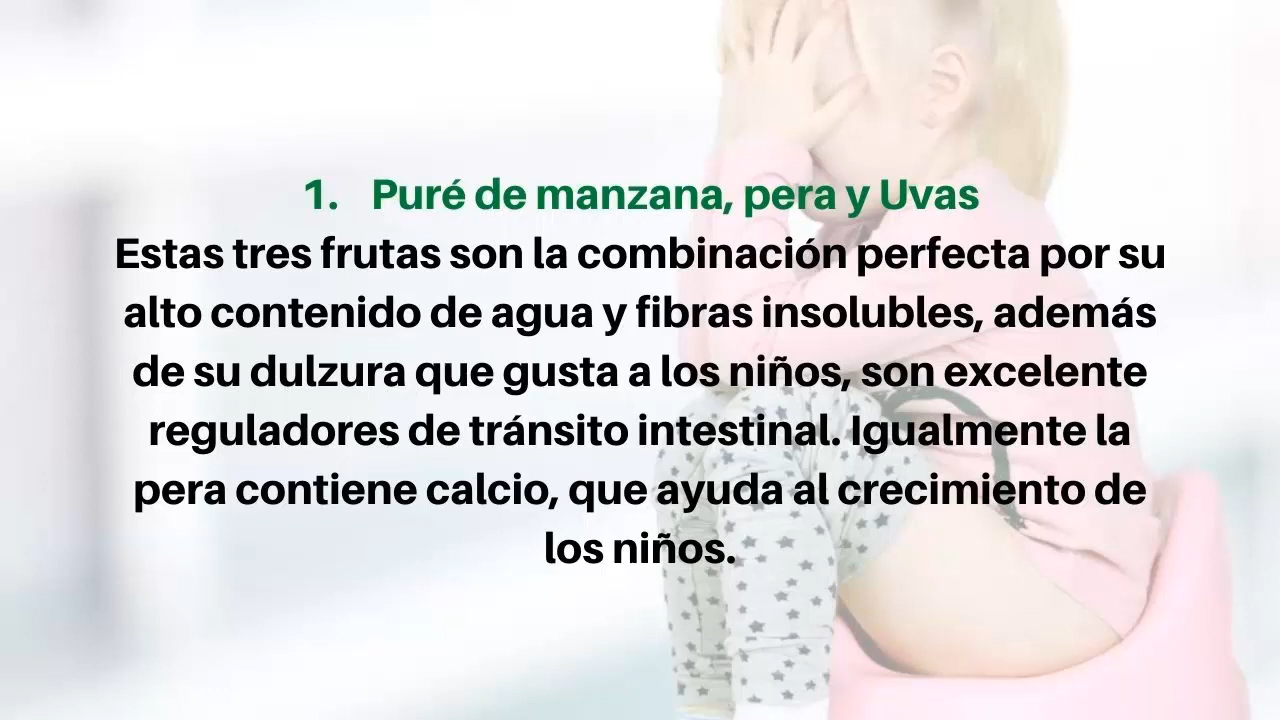 1. Puré de manzana, pera y Uvas
Estas tres frutas son la combinación perfecta por su
alto contenido de agua y fibras insolubles, además
de su dulzura que gusta a los niños, son excelente
reguladores de tránsito intestinal. Igualmente la
pera contiene calcio, que ayuda al crecimiento de
los niños.